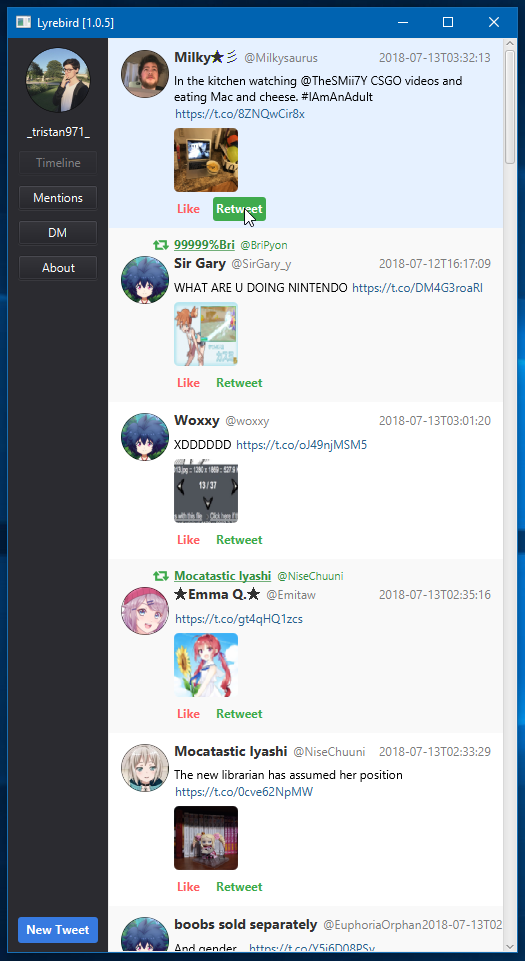 Lyrebird [1.0.5]
_tristan971_
Timeline
Mentions
DM
About
New Tweet
Milky★彡 @Milkysaurus 2018-07-13T03:32:13
In the kitchen watching @TheSMii7Y CSGO videos and
eating Mac and cheese. #IAmAnAdult
https://t.co/8ZNQwCir8x
Like Retweet
99999%Bri @BriPyon
Sir Gary @SirGary_y 2018-07-12T16:17:09
WHAT ARE U DOING NINTENDO https://t.co/DM4G3roaRI
Like Retweet
Woxxy @woxxy 2018-07-13T03:01:20
XDDDDDD https://t.co/oJ49njMSM5
13 / 37
Like Retweet
Mocatastic Iyashi @NiseChuuni
★Emma Q.★ @Emitaw 2018-07-13T02:35:16
https://t.co/gt4qHQ1zcs
Like Retweet
Mocatastic Iyashi @NiseChuuni 2018-07-13T02:33:29
The new librarian has assumed her position
https://t.co/0cve62NpMW
Like Retweet
boobs sold separately @EuphoriaOrphan2018-07-13T02
And gender... https://t.co/Y5i6D08PSv